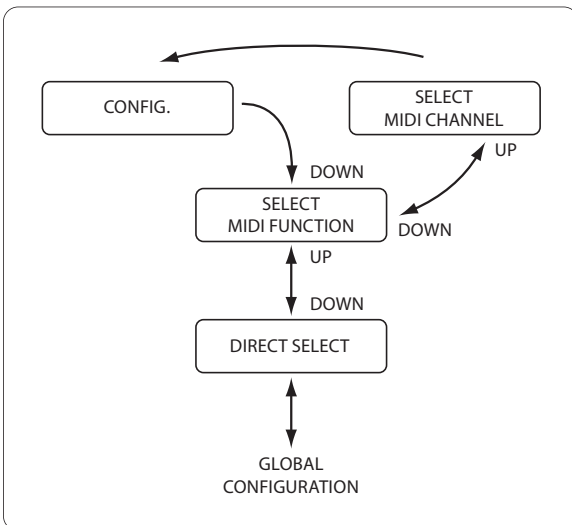 CONFIG.
SELECT
MIDI CHANNEL
UP
DOWN
SELECT
MIDI FUNCTION
DOWN
UP
DOWN
DIRECT SELECT
GLOBAL
CONFIGURATION